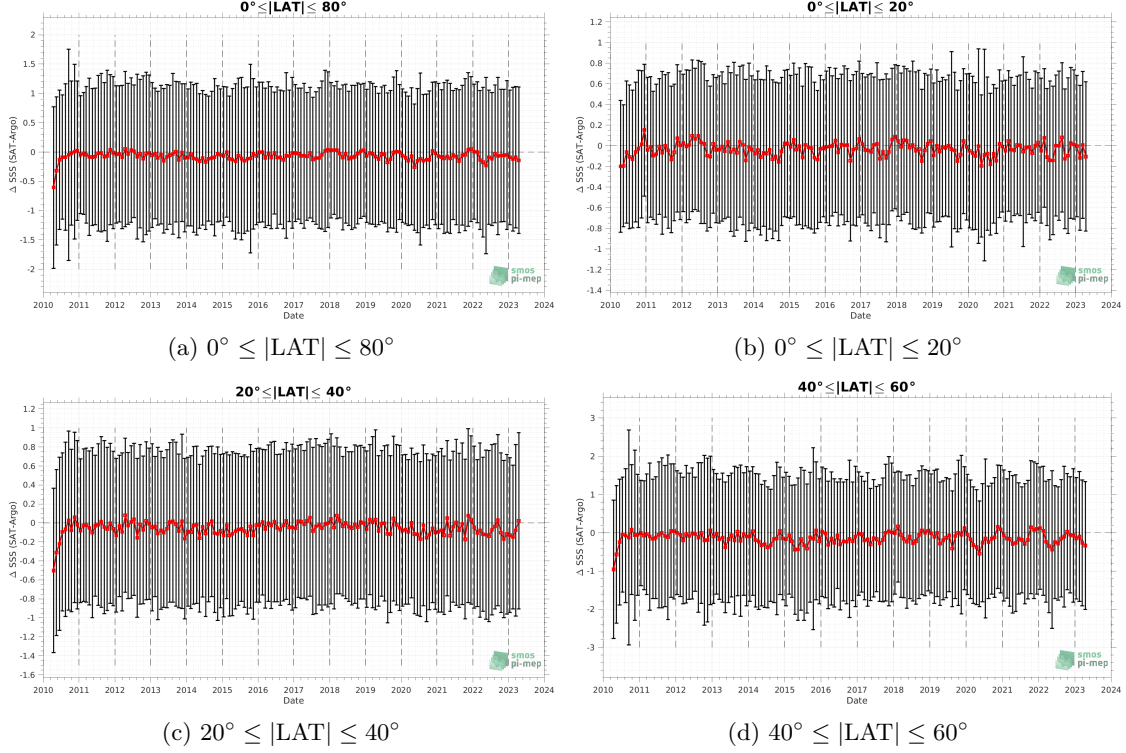 0°≤|LAT|≤ 80°
Δ SSS (SAT-Argo)
2
1.5
1
0.5
0
-0.5
-1
-1.5
-2
2010 2011 2012 2013 2014 2015 2016 2017 2018 2019 2020 2021 2022 2023 2024
Date
smos
pi-mep
(a) 0° ≤ |LAT| ≤ 80°
0°≤|LAT|≤ 20°
Δ SSS (SAT-Argo)
1.2
1
0.8
0.6
0.4
0.2
0
-0.2
-0.4
-0.6
-0.8
-1
-1.2
-1.4
2010 2011 2012 2013 2014 2015 2016 2017 2018 2019 2020 2021 2022 2023 2024
Date
smos
pi-mep
(b) 0° ≤ |LAT| ≤ 20°
20°≤|LAT|≤ 40°
Δ SSS (SAT-Argo)
1.2
1
0.8
0.6
0.4
0.2
0
-0.2
-0.4
-0.6
-0.8
-1
-1.2
-1.4
-1.6
2010 2011 2012 2013 2014 2015 2016 2017 2018 2019 2020 2021 2022 2023 2024
Date
smos
pi-mep
(c) 20° ≤ |LAT| ≤ 40°
40°≤|LAT|≤ 60°
Δ SSS (SAT-Argo)
3
2
1
0
-1
-2
-3
2010 2011 2012 2013 2014 2015 2016 2017 2018 2019 2020 2021 2022 2023 2024
Date
smos
pi-mep
(d) 40° ≤ |LAT| ≤ 60°